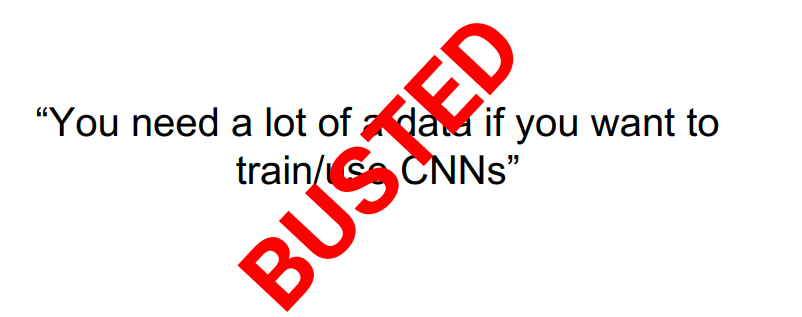 “You need a lot of a data if you want to
train/use CNNs”
BUSTED